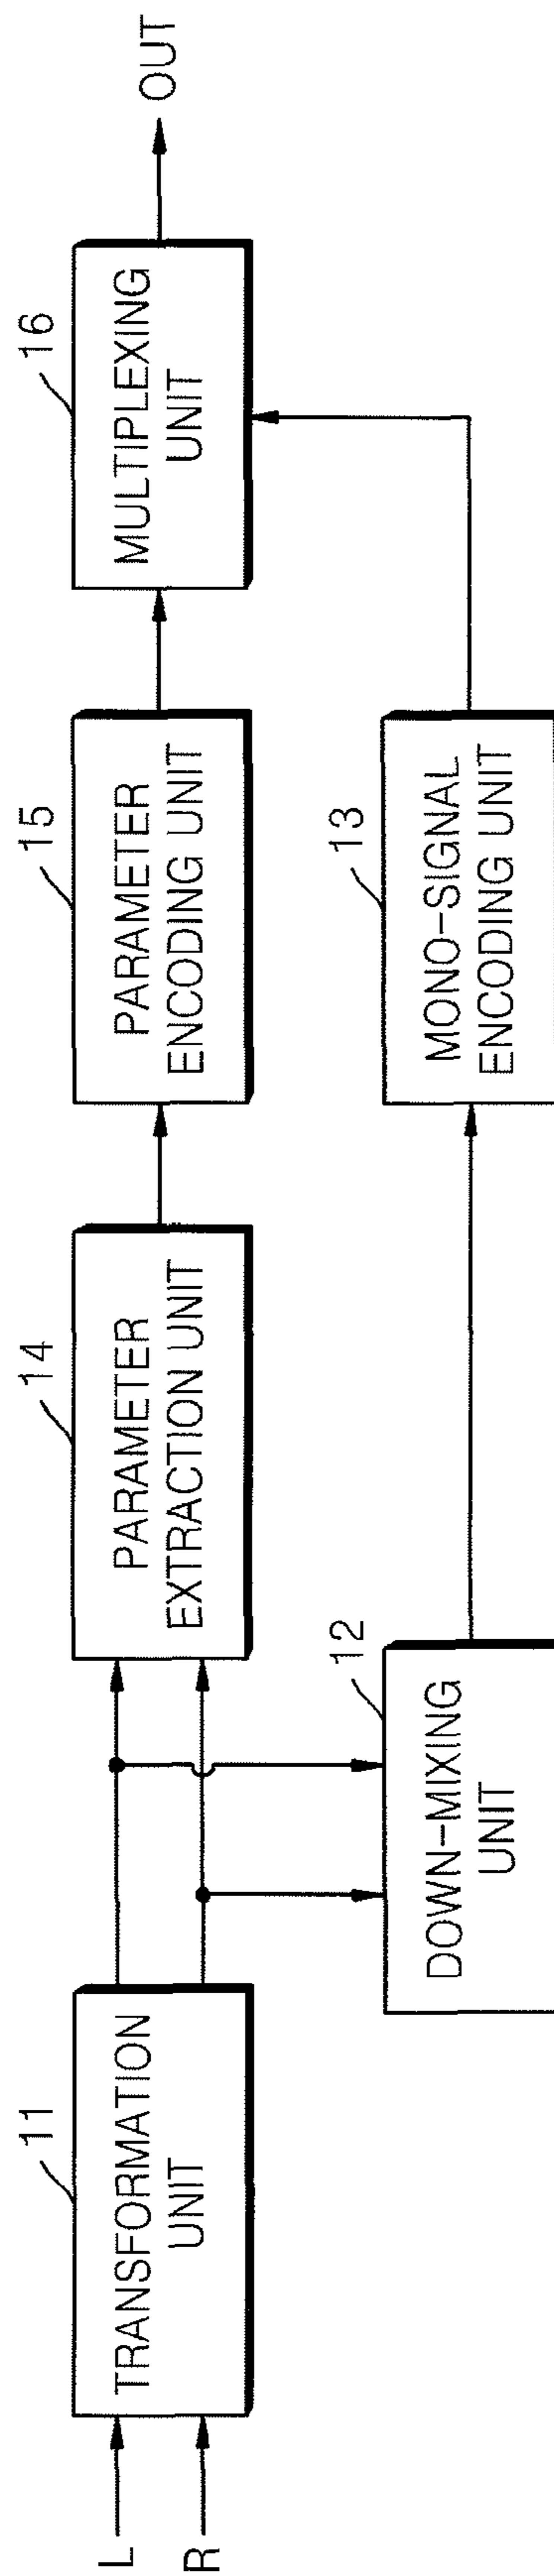 L
R
11
TRANSFORMATION
UNIT
14
PARAMETER
EXTRACTION UNIT
15
PARAMETER
ENCODING UNIT
16
MULTIPLEXING
UNIT
OUT
12
DOWN-MIXING
UNIT
13
MONO-SIGNAL
ENCODING UNIT